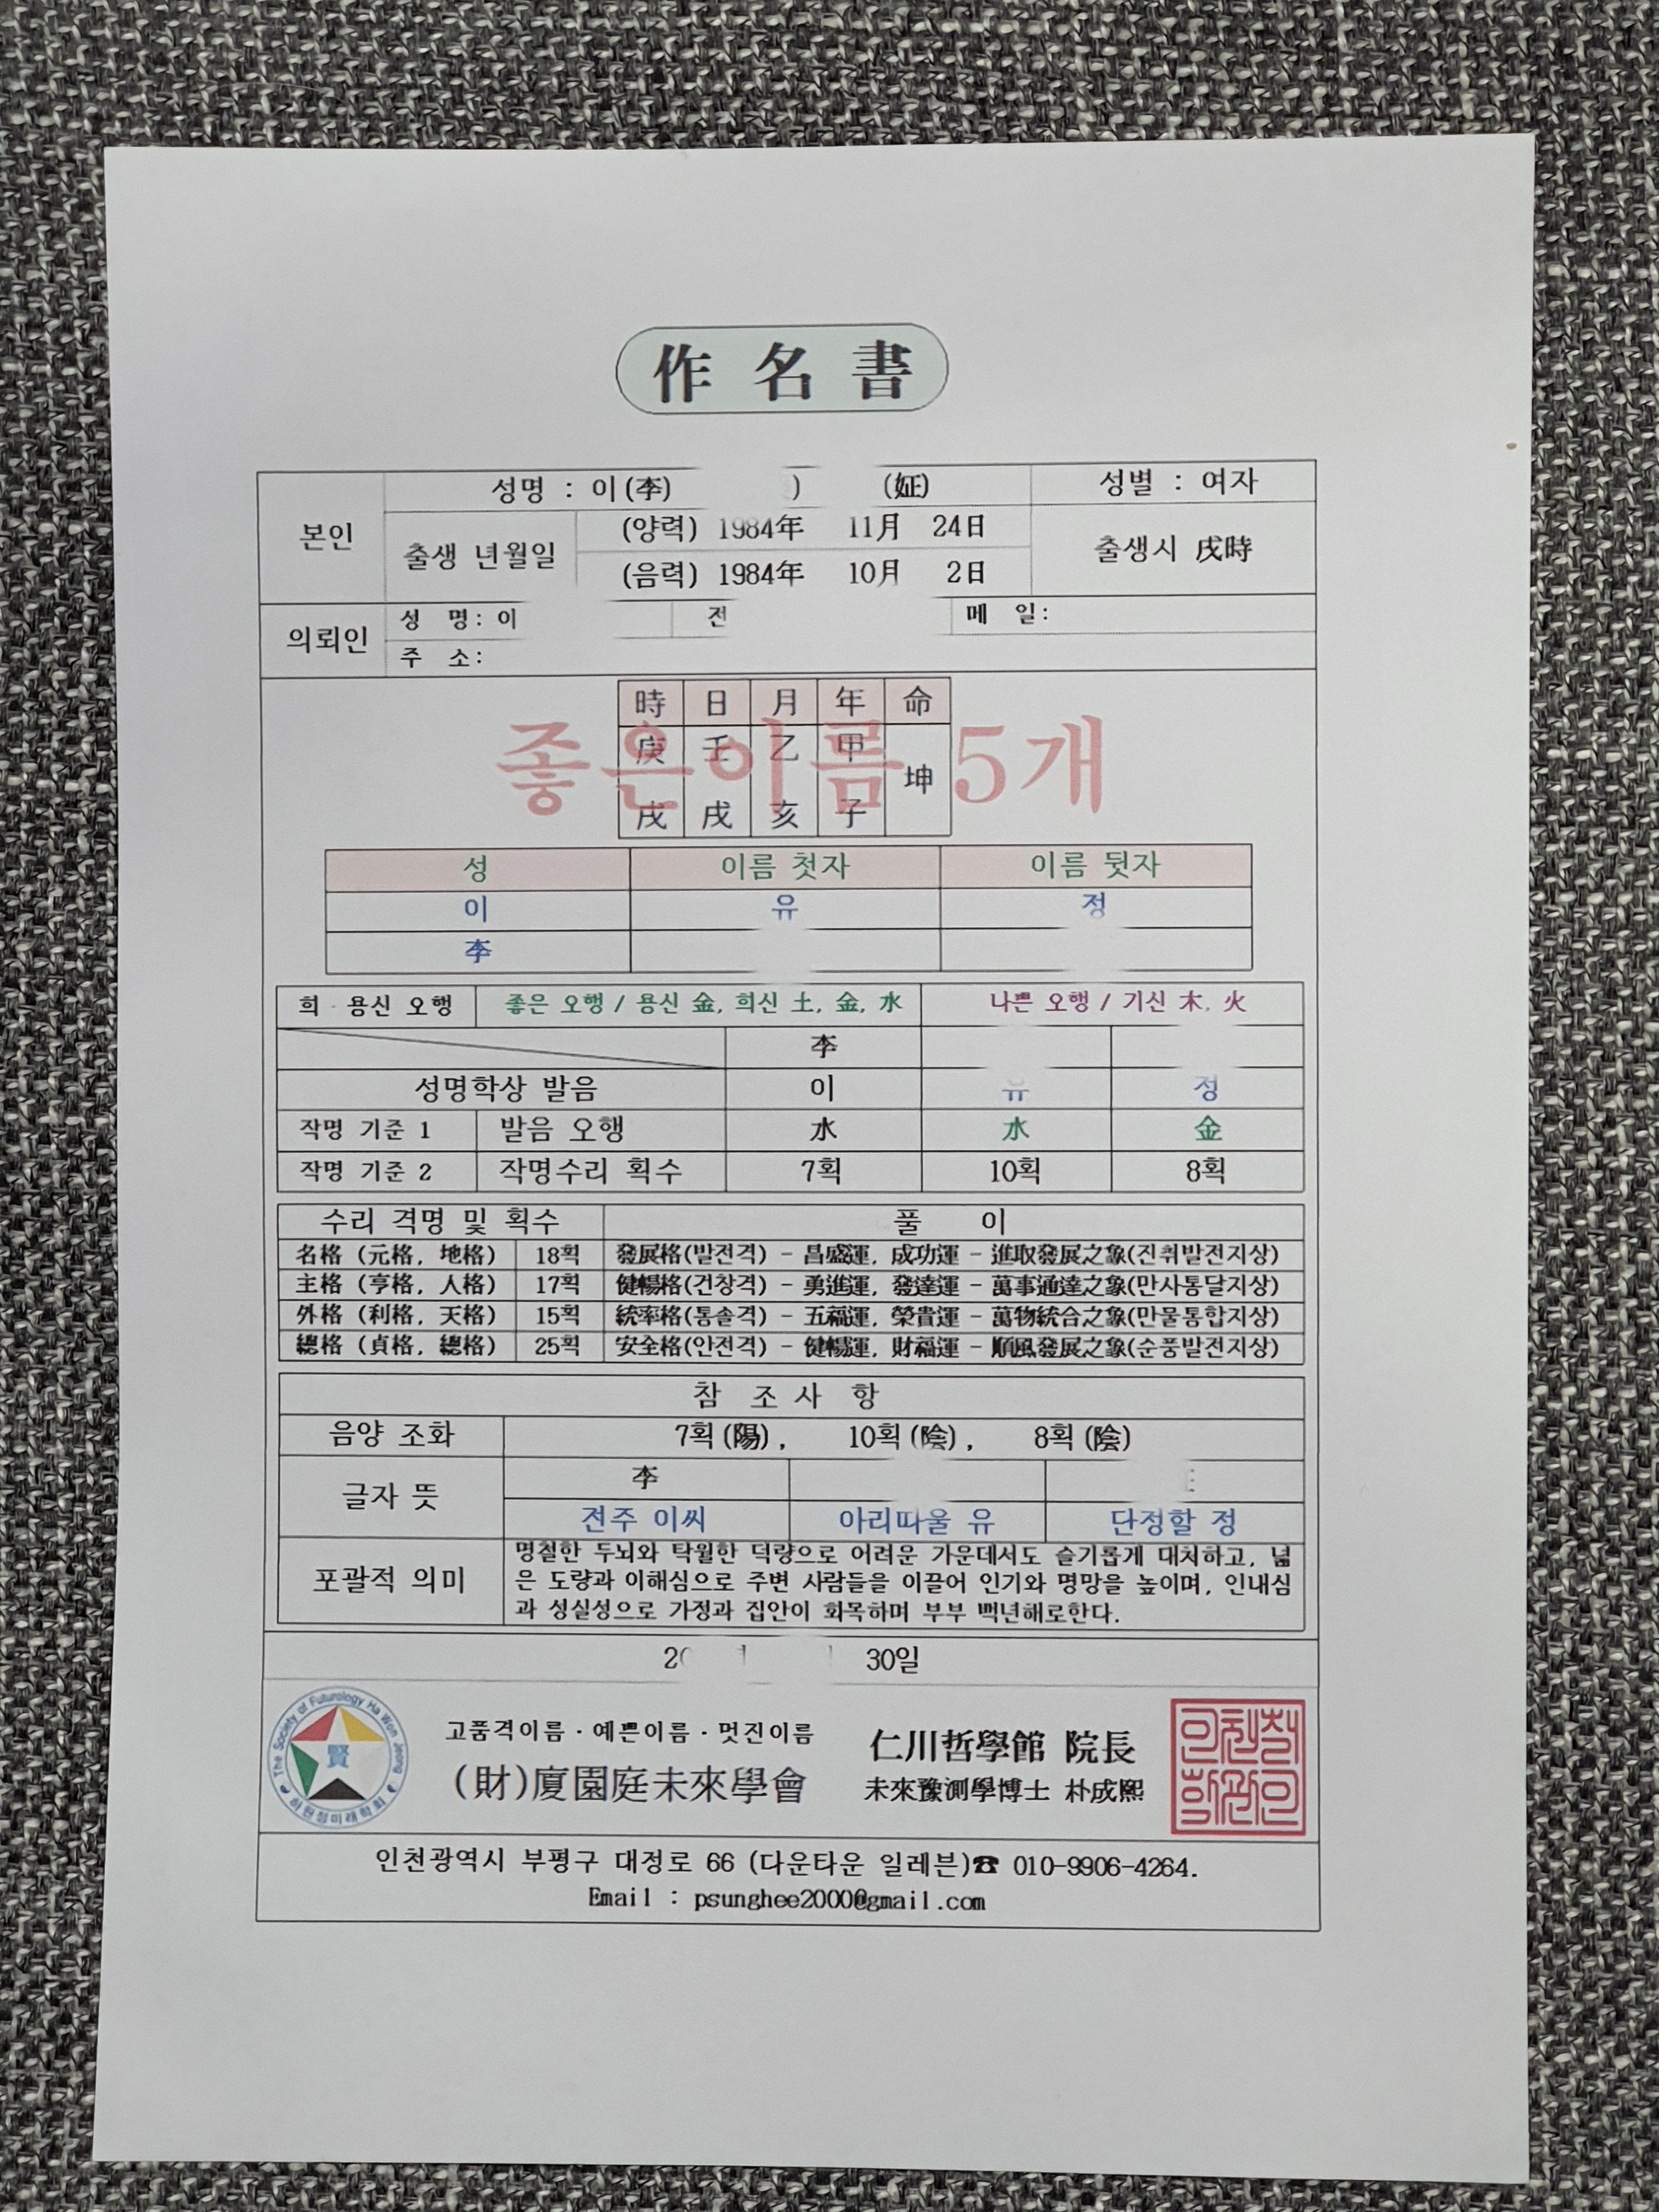 作名書
본인 성명 : 이(李) ) (姃) 성별 : 여자
출생 년월일 (양력) 1984年 11月 24日 출생시 戌時
(음력) 1984年 10月 2日
의뢰인 성 명: 이 전 메 일:
주 소:
時 日 月 年 命
庚 壬 乙 甲 坤
戌 戌 亥 子
좋은이름 5개
성 이름 첫자 이름 뒷자
이 유 정
李
희 · 용신 오행 좋은 오행 / 용신 金, 희신 土, 金, 水 나쁜 오행 / 기신 木, 火
李
성명학상 발음 이 유 정
작명 기준 1 발음 오행 水 水 金
작명 기준 2 작명수리 획수 7획 10획 8획
수리 격명 및 획수 풀 이
名格 (元格, 地格) 18획 發展格(발전격) - 昌盛運, 成功運 - 進取發展之象(진취발전지상)
主格 (亨格, 人格) 17획 健暢格(건창격) - 勇進運, 發達運 - 萬事通達之象(만사통달지상)
外格 (利格, 天格) 15획 統率格(통솔격) - 五福運, 榮貴運 - 萬物統合之象(만물통합지상)
總格 (貞格, 總格) 25획 安全格(안전격) - 健暢運, 財福運 - 順風發展之象(순풍발전지상)
참 조 사 항
음양 조화 7획(陽), 10획(陰), 8획(陰)
글자 뜻 李
전주 이씨 아리따울 유 단정할 정
포괄적 의미 명철한 두뇌와 탁월한 덕량으로 어려운 가운데서도 슬기롭게 대처하고, 넓
은 도량과 이해심으로 주변 사람들을 이끌어 인기와 명망을 높이며, 인내심
과 성실성으로 가정과 집안이 화목하며 부부 백년해로한다.
30일
The Society of Futurology Ha Won Jeong
賢
하원정미래학회
고품격이름 · 예쁜이름 · 멋진이름
(財)廈園庭未來學會
仁川哲學館 院長
未來豫測學博士 朴成熙
인천광역시 부평구 대정로 66 (다운타운 일레븐)☎ 010-9906-4264.
Email : psunghee2000@gmail.com